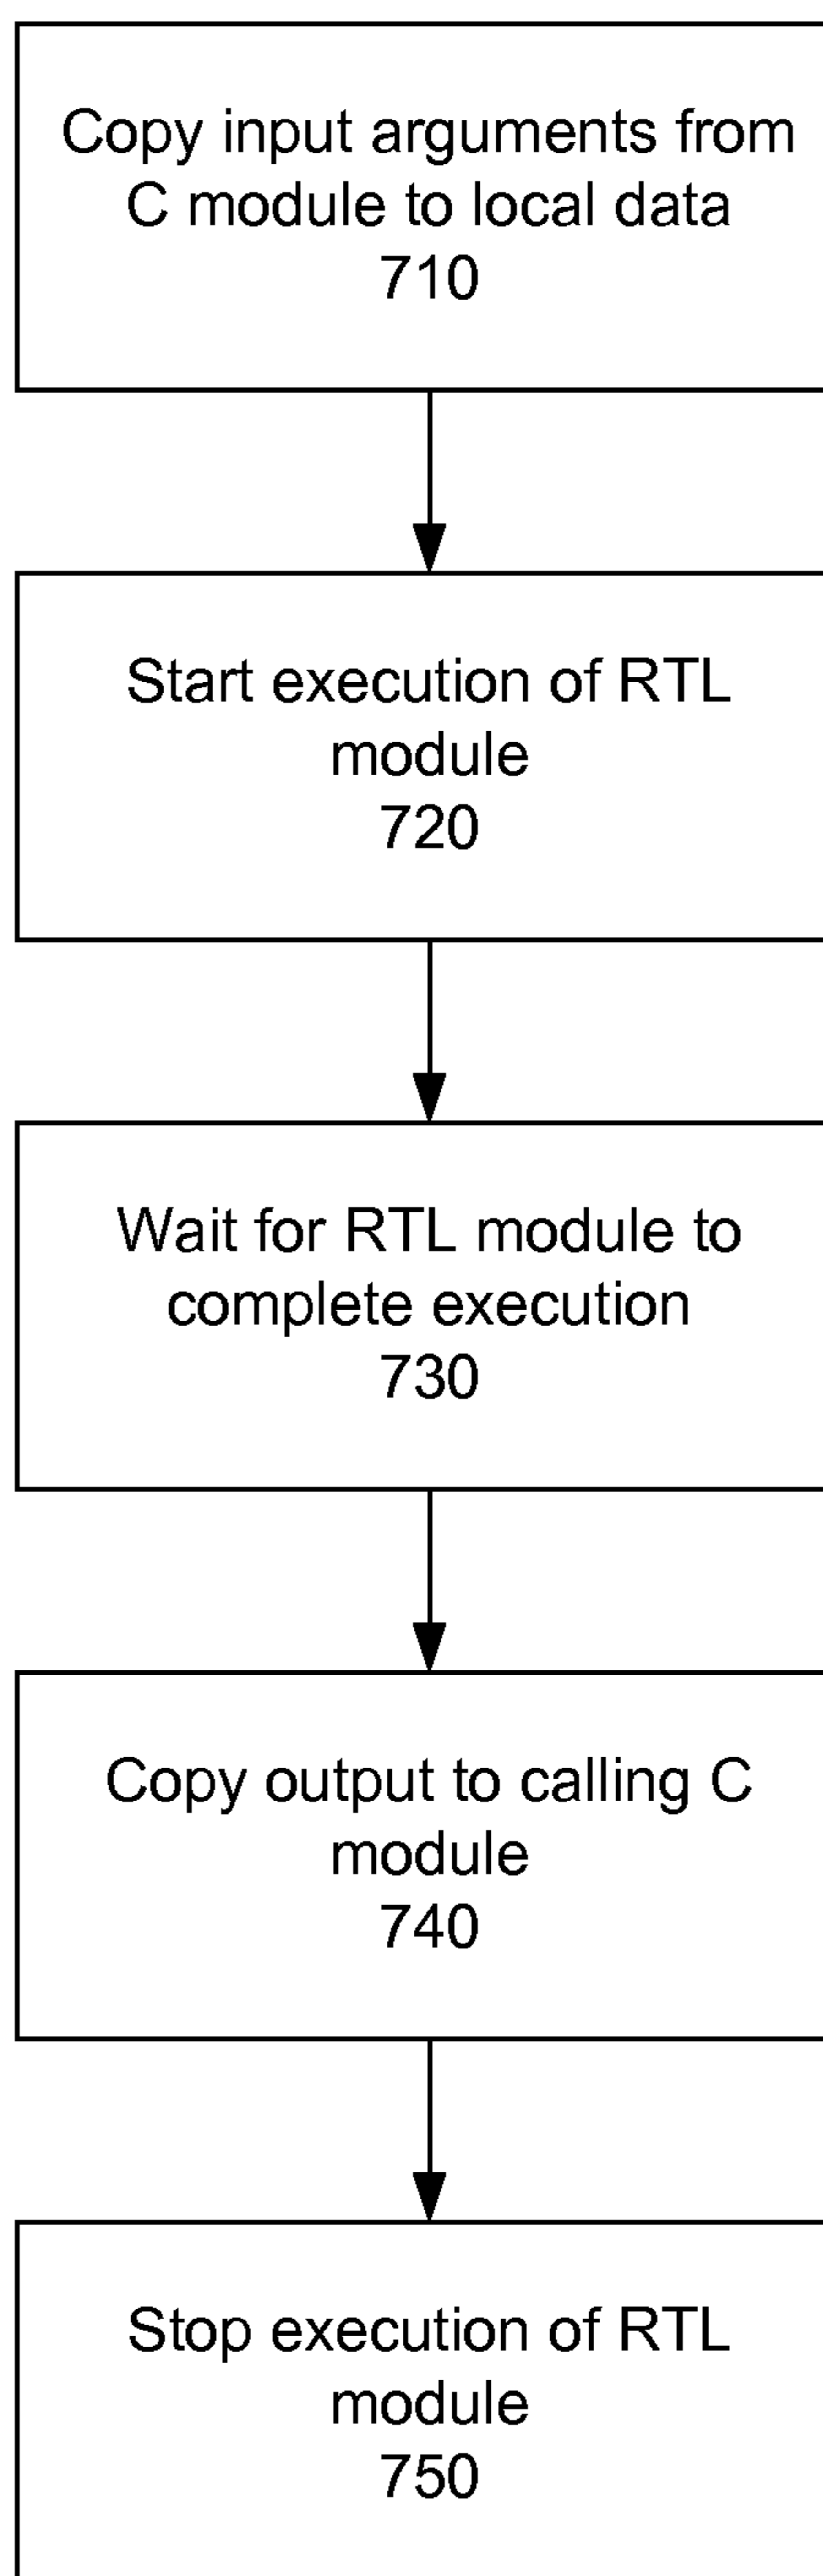 Copy input arguments from
C module to local data
710
Start execution of RTL
module
720
Wait for RTL module to
complete execution
730
Copy output to calling C
module
740
Stop execution of RTL
module
750